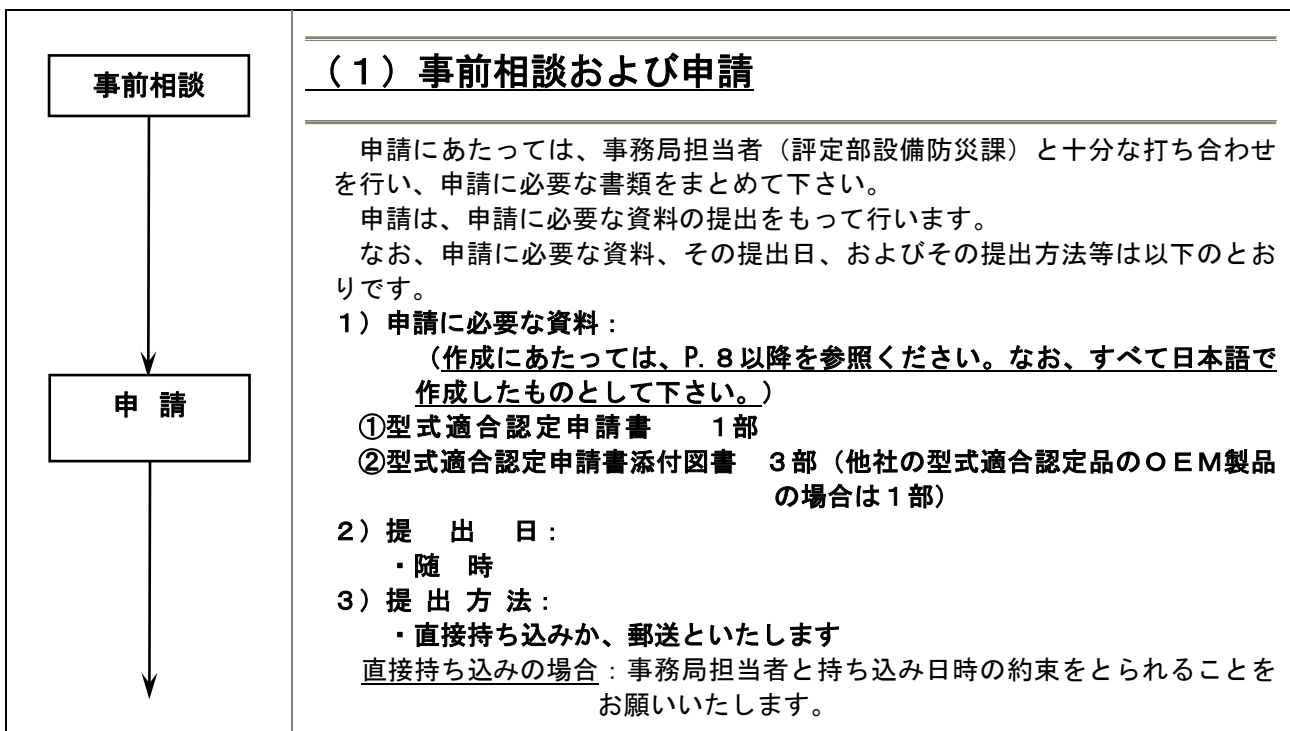 事前相談
申 請
（１）事前相談および申請
申請にあたっては、事務局担当者（評定部設備防災課）と十分な打ち合わせ
を行い、申請に必要な書類をまとめて下さい。
申請は、申請に必要な資料の提出をもって行います。
なお、申請に必要な資料、その提出日、およびその提出方法等は以下のとお
りです。
１）申請に必要な資料：
（作成にあたっては、P.８以降を参照ください。なお、すべて日本語で
作成したものとして下さい。）
①型式適合認定申請書　　１部
②型式適合認定申請書添付図書　３部（他社の型式適合認定品のＯＥＭ製品
の場合は１部）
２）提　出　日：
・随　時
３）提 出 方 法：
・直接持ち込みか、郵送といたします
直接持ち込みの場合：事務局担当者と持ち込み日時の約束をとられることを
お願いいたします。